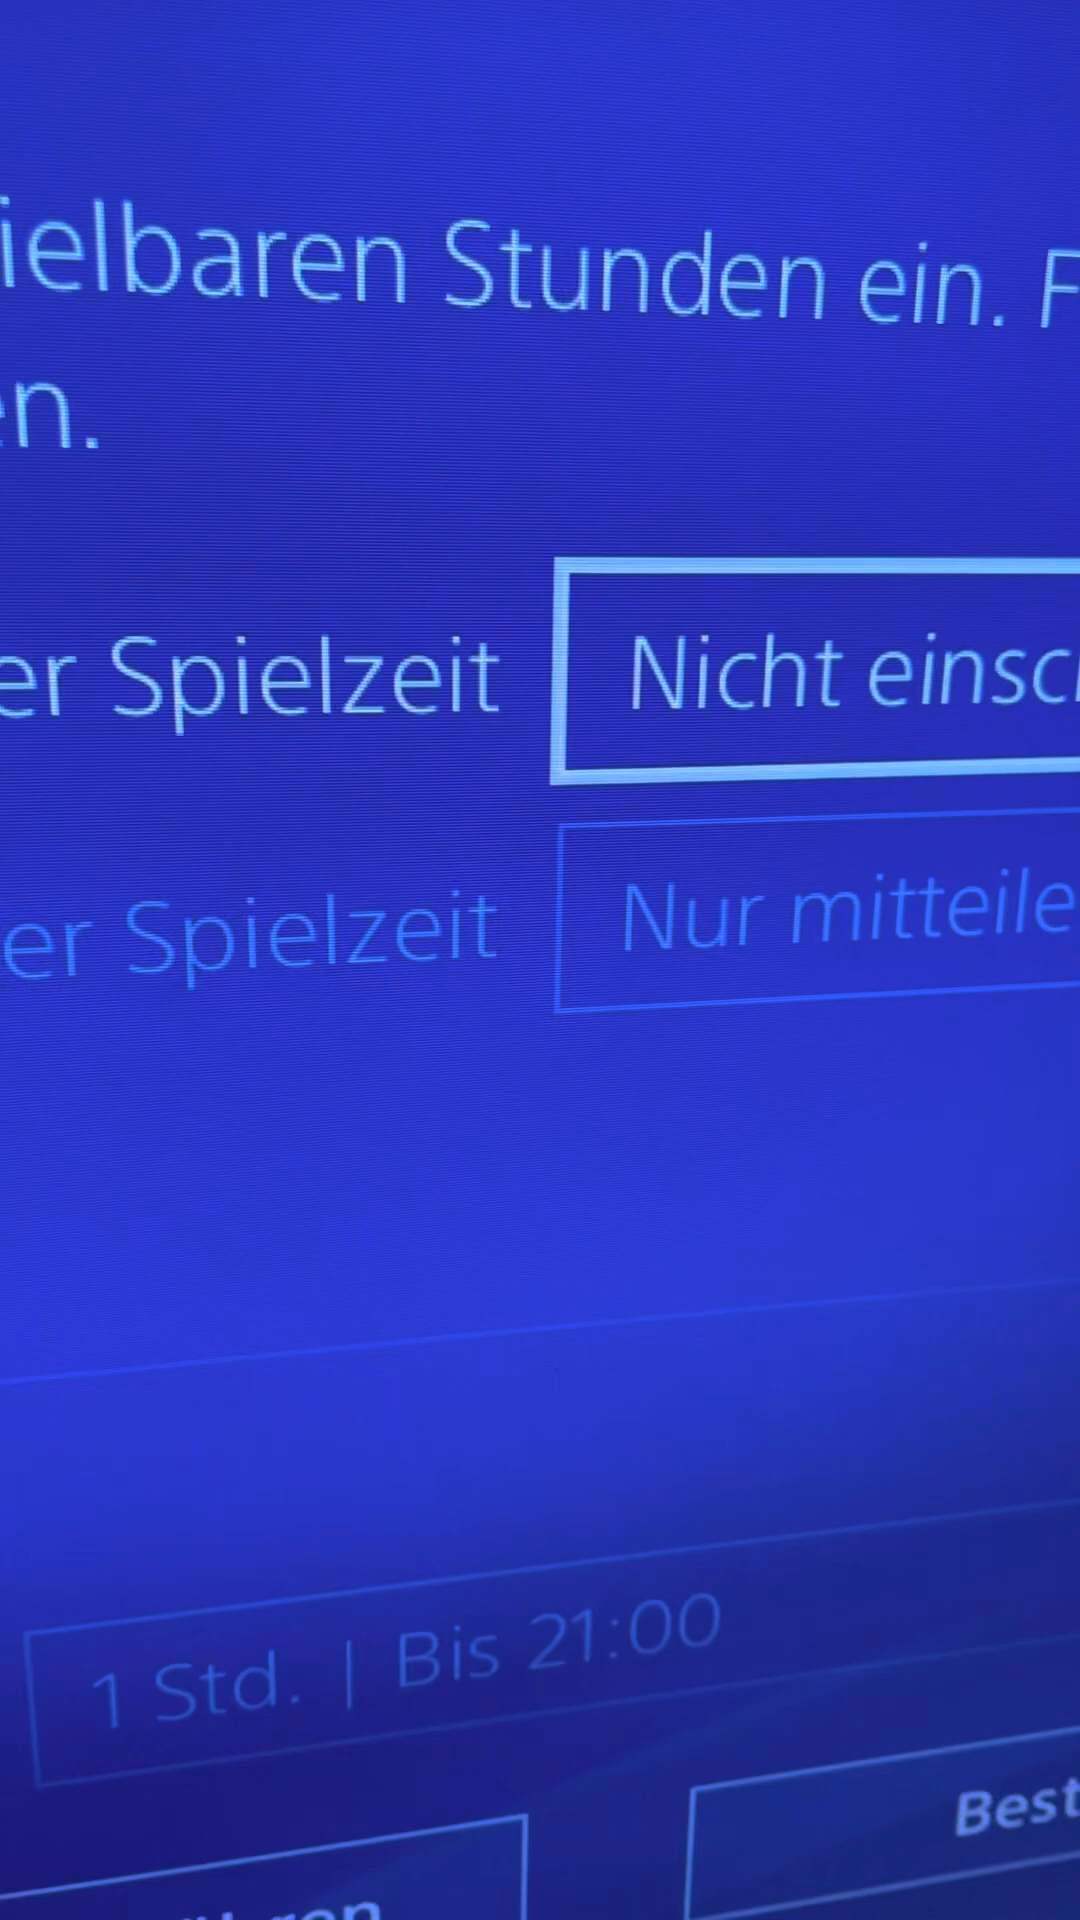 ielbaren Stunden ein. F
en.
er Spielzeit
Nicht einsc
er Spielzeit
Nur mitteile
1 Std. | Bis 21:00
Best